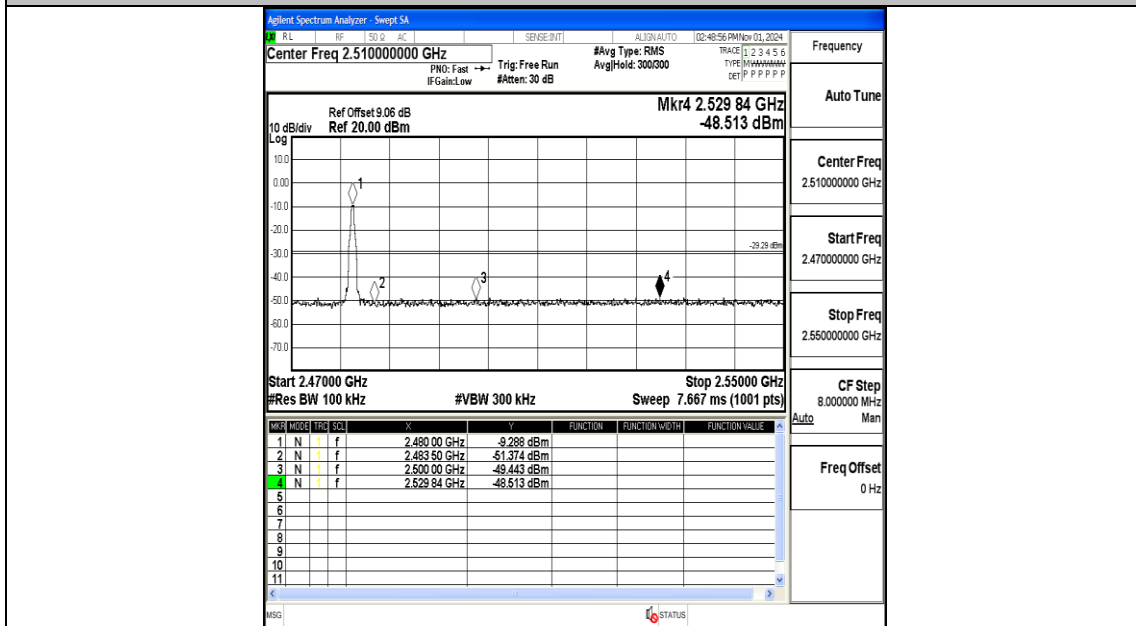 Agilent Spectrum Analyzer - Swept SA
RL RF 50 Ω AC SENSE:INT ALIGN AUTO 02:48:56 PM Nov 01, 2024
Center Freq 2.510000000 GHz
#Avg Type: RMS
TRACE 1 2 3 4 5 6
PNO: Fast
Trig: Free Run
Avg|Hold: 300/300
TYPE MWWWWW
IFGain:Low
#Atten: 30 dB
DET P P P P P P
Mkr4 2.529 84 GHz
Ref Offset 9.06 dB
-48.513 dBm
10 dB/div Ref 20.00 dBm
Log
10.0
0.00
-10.0
-20.0
-30.0
-40.0
-50.0
-60.0
-70.0
1
2
3
4
-29.29 dBm
Start 2.47000 GHz Stop 2.55000 GHz
#Res BW 100 kHz #VBW 300 kHz Sweep 7.667 ms (1001 pts)
MKR MODE TRC SCL X Y FUNCTION FUNCTION WIDTH FUNCTION VALUE
1 N 1 f 2.480 00 GHz -9.288 dBm
2 N 1 f 2.483 50 GHz -51.374 dBm
3 N 1 f 2.500 00 GHz -49.443 dBm
4 N 1 f 2.529 84 GHz -48.513 dBm
5
6
7
8
9
10
11
MSG STATUS
Frequency
Auto Tune
Center Freq
2.510000000 GHz
Start Freq
2.470000000 GHz
Stop Freq
2.550000000 GHz
CF Step
8.000000 MHz
Auto Man
Freq Offset
0 Hz